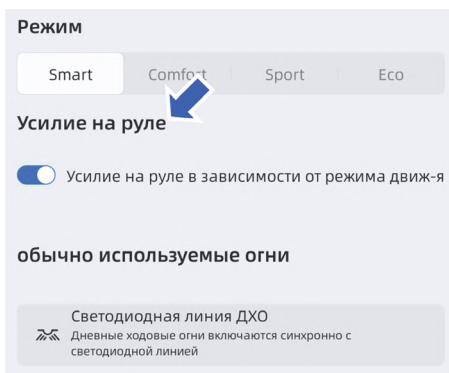 Режим
Smart Comfort Sport Eco
Усилие на руле
Усилие на руле в зависимости от режима движ-я
обычно используемые огни
Светодиодная линия ДХО
Дневные ходовые огни включаются синхронно с
светодиодной линией